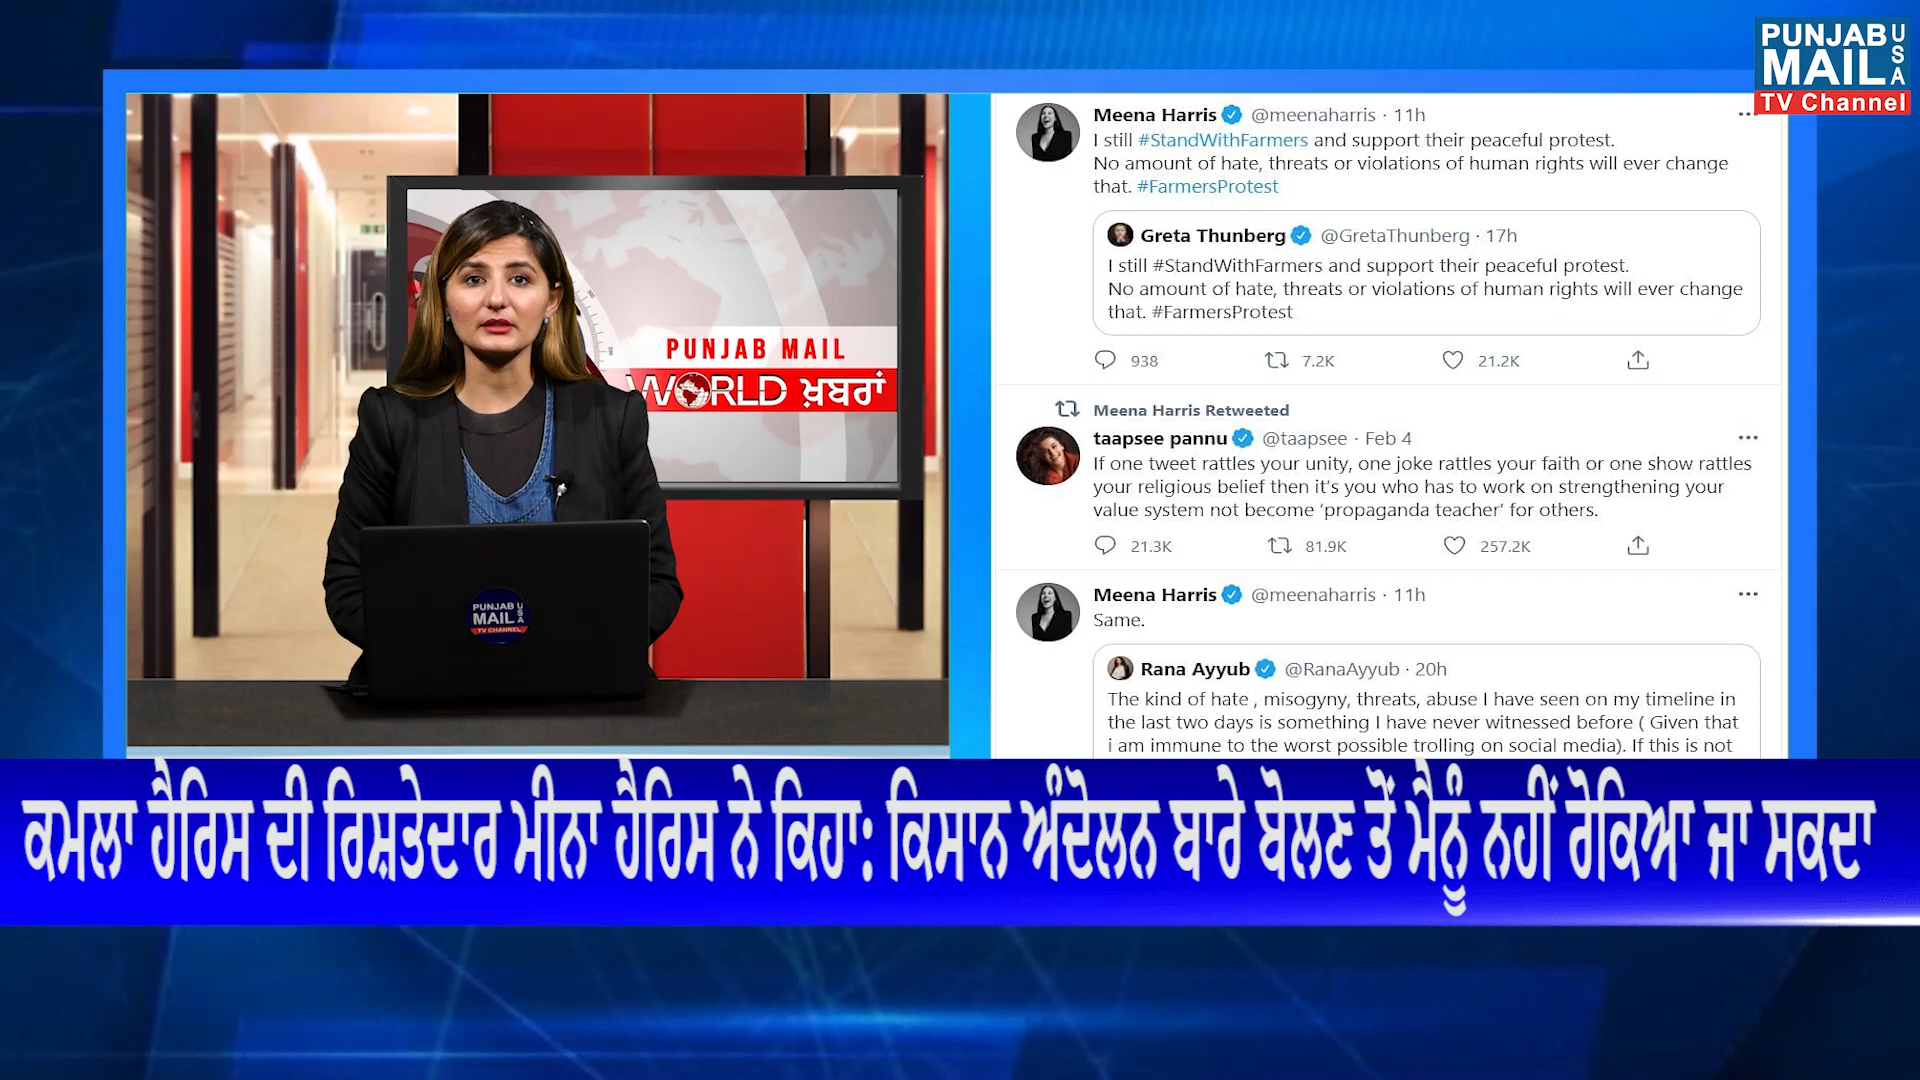 PUNJAB USA
MAIL
TV Channel
Meena Harris @meenaharris · 11h
I still #StandWithFarmers and support their peaceful protest.
No amount of hate, threats or violations of human rights will ever change
that. #FarmersProtest
Greta Thunberg @GretaThunberg · 17h
I still #StandWithFarmers and support their peaceful protest.
No amount of hate, threats or violations of human rights will ever change
that. #FarmersProtest
938 7.2K 21.2K
Meena Harris Retweeted
taapsee pannu @taapsee · Feb 4
If one tweet rattles your unity, one joke rattles your faith or one show rattles
your religious belief then it’s you who has to work on strengthening your
value system not become ‘propaganda teacher’ for others.
21.3K 81.9K 257.2K
Meena Harris @meenaharris · 11h
Same.
Rana Ayyub @RanaAyyub · 20h
The kind of hate , misogyny, threats, abuse I have seen on my timeline in
the last two days is something I have never witnessed before ( Given that
i am immune to the worst possible trolling on social media). If this is not
PUNJAB MAIL
WORLD ਖ਼ਬਰਾਂ
PUNJAB USA
MAIL
TV CHANNEL
ਕਮਲਾ ਹੈਰਿਸ ਦੀ ਰਿਸ਼ਤੇਦਾਰ ਮੀਨਾ ਹੈਰਿਸ ਨੇ ਕਿਹਾ: ਕਿਸਾਨ ਅੰਦੋਲਨ ਬਾਰੇ ਬੋਲਣ ਤੋਂ ਮੈਨੂੰ ਨਹੀਂ ਰੋਕਿਆ ਜਾ ਸਕਦਾ